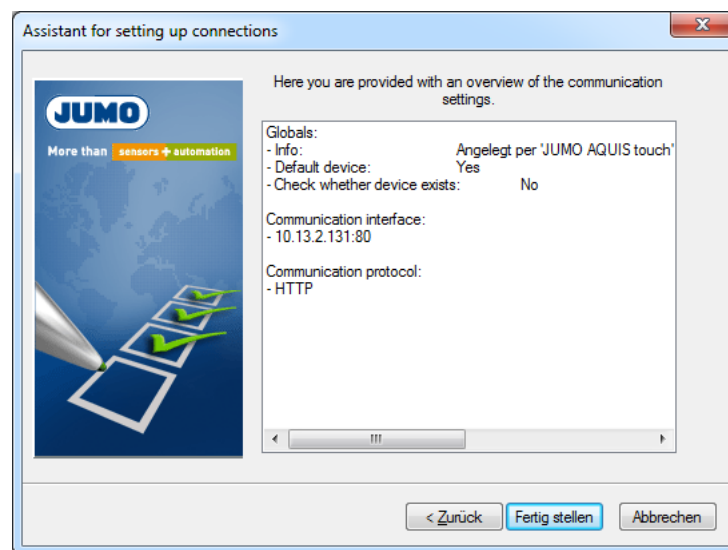 Assistant for setting up connections
JUMO
More than sensors + automation
Here you are provided with an overview of the communication
settings.
Globals:
- Info: Angelegt per 'JUMO AQUIS touch'
- Default device: Yes
- Check whether device exists: No
Communication interface:
- 10.13.2.131:80
Communication protocol:
- HTTP
< Zurück Fertig stellen Abbrechen